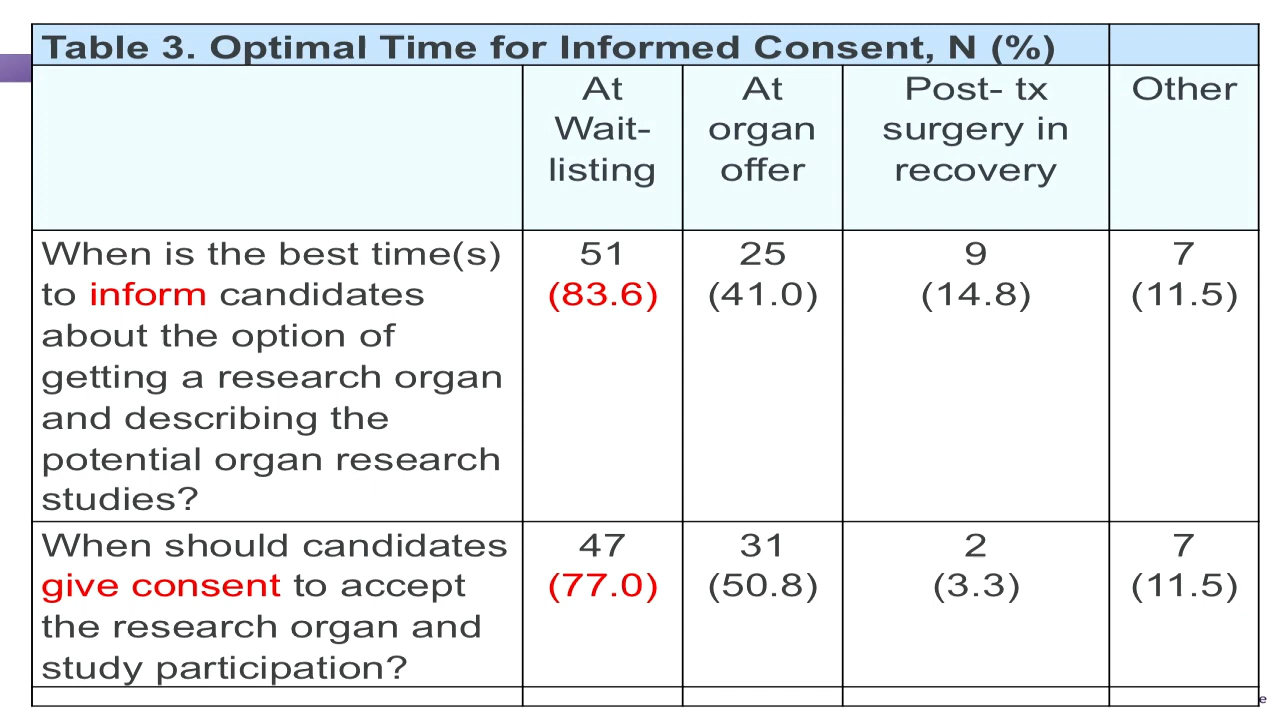 Table 3. Optimal Time for Informed Consent, N (%)
At Wait-listing
At organ offer
Post- tx surgery in recovery
Other
When is the best time(s)
to inform candidates
about the option of
getting a research organ
and describing the
potential organ research
studies?
51
(83.6)
25
(41.0)
9
(14.8)
7
(11.5)
When should candidates
give consent to accept
the research organ and
study participation?
47
(77.0)
31
(50.8)
2
(3.3)
7
(11.5)
e